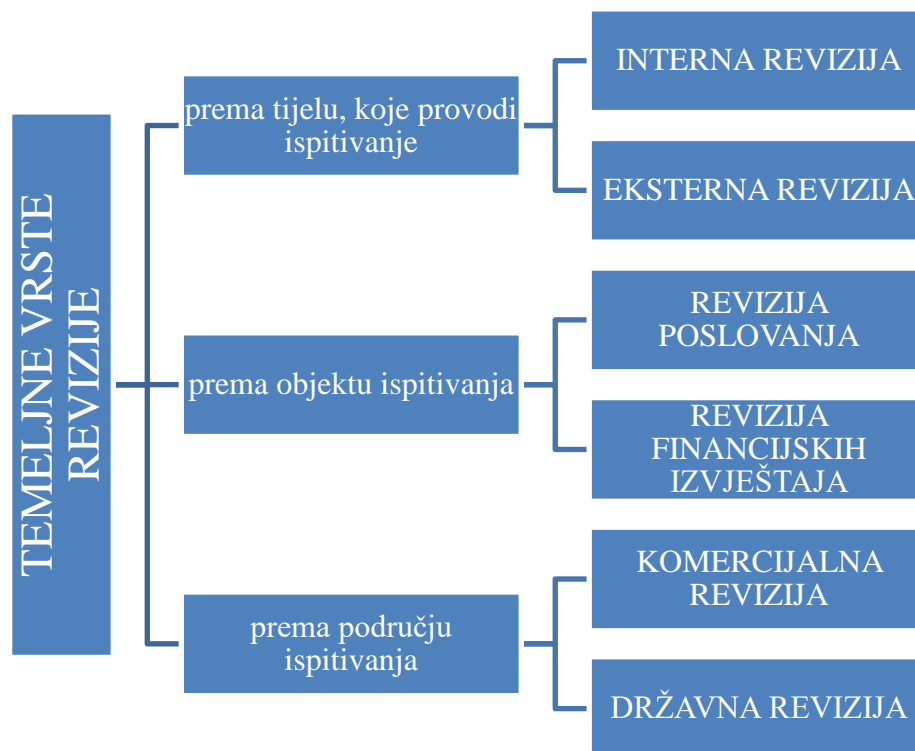 TEMELJNE VRSTE
REVIZIJE
prema tijelu, koje provodi
ispitivanje
INTERNA REVIZIJA
EKSTERNA REVIZIJA
prema objektu ispitivanja
REVIZIJA
POSLOVANJA
REVIZIJA
FINANCIJSKIH
IZVJEŠTAJA
prema području
ispitivanja
KOMERCIJALNA
REVIZIJA
DRŽAVNA REVIZIJA